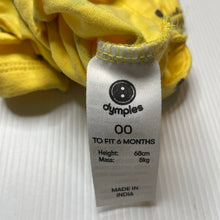 dymples
00
TO FIT 6 MONTHS
Height: 68cm
Mass: 8kg
MADE IN
INDIA